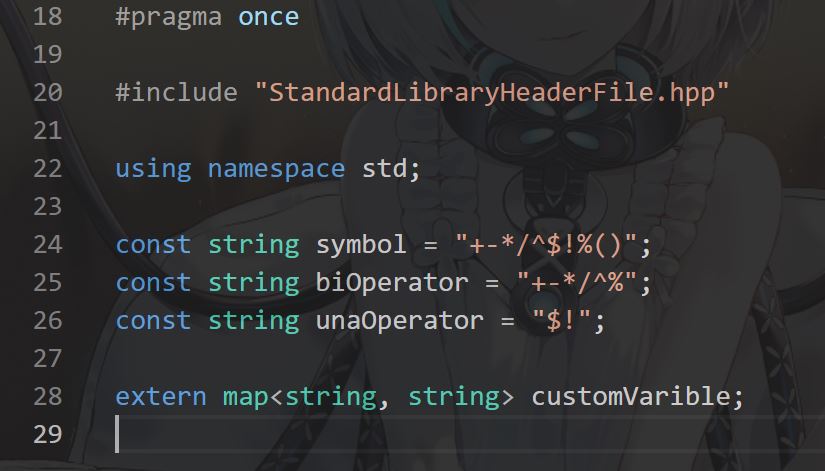 18 #pragma once
19
20 #include "StandardLibraryHeaderFile.hpp"
21
22 using namespace std;
23
24 const string symbol = "+-*/^$!%()";
25 const string biOperator = "+-*/^%";
26 const string unaOperator = "$!";
27
28 extern map<string, string> customVarible;
29